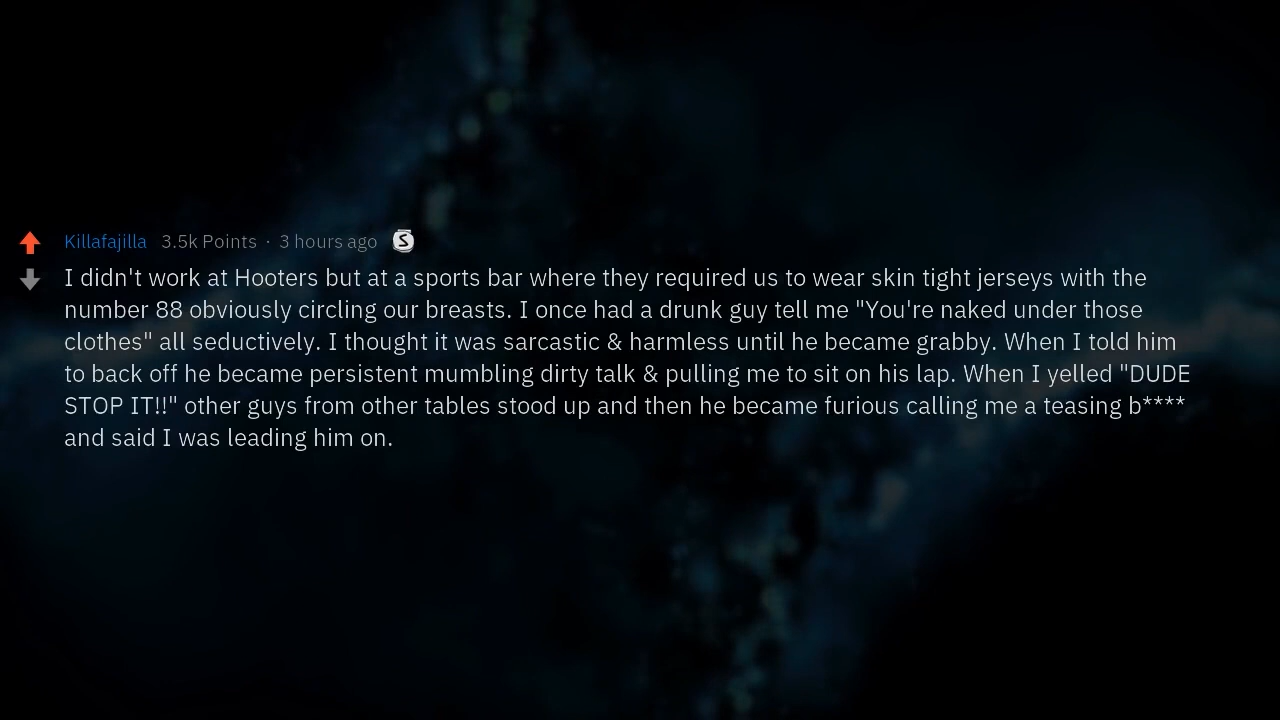 Killafajilla 3.5k Points · 3 hours ago S
I didn't work at Hooters but at a sports bar where they required us to wear skin tight jerseys with the
number 88 obviously circling our breasts. I once had a drunk guy tell me "You're naked under those
clothes" all seductively. I thought it was sarcastic & harmless until he became grabby. When I told him
to back off he became persistent mumbling dirty talk & pulling me to sit on his lap. When I yelled "DUDE
STOP IT!!" other guys from other tables stood up and then he became furious calling me a teasing b****
and said I was leading him on.